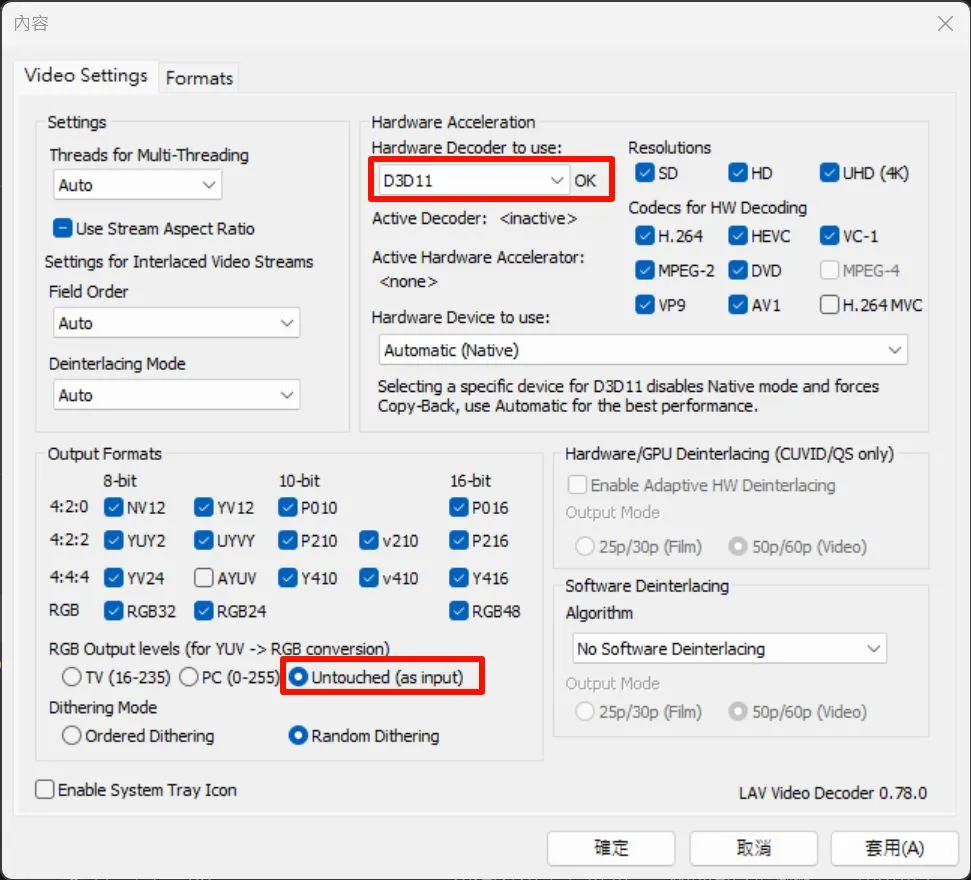 內容
Video Settings
Formats
Settings
Threads for Multi-Threading
Auto
Use Stream Aspect Ratio
Settings for Interlaced Video Streams
Field Order
Auto
Deinterlacing Mode
Auto
Hardware Acceleration
Hardware Decoder to use:
D3D11 OK
Active Decoder: <inactive>
Active Hardware Accelerator:
<none>
Resolutions
SD HD UHD (4K)
Codecs for HW Decoding
H.264 HEVC VC-1
MPEG-2 DVD MPEG-4
VP9 AV1 H.264 MVC
Hardware Device to use:
Automatic (Native)
Selecting a specific device for D3D11 disables Native mode and forces
Copy-Back, use Automatic for the best performance.
Output Formats
8-bit 10-bit 16-bit
4:2:0 NV12 YV12 P010 P016
4:2:2 YUY2 UYVY P210 v210 P216
4:4:4 YV24 AYUV Y410 v410 Y416
RGB RGB32 RGB24 RGB48
RGB Output levels (for YUV -> RGB conversion)
TV (16-235) PC (0-255) Untouched (as input)
Dithering Mode
Ordered Dithering Random Dithering
Hardware/GPU Deinterlacing (CUVID/QS only)
Enable Adaptive HW Deinterlacing
Output Mode
25p/30p (Film) 50p/60p (Video)
Software Deinterlacing
Algorithm
No Software Deinterlacing
Output Mode
25p/30p (Film) 50p/60p (Video)
Enable System Tray Icon
LAV Video Decoder 0.78.0
確定 取消 套用(A)